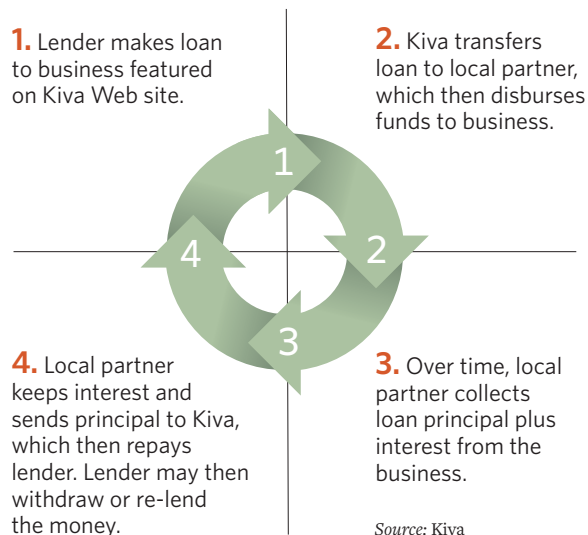 1. Lender makes loan
to business featured
on Kiva Web site.
2. Kiva transfers
loan to local partner,
which then disburses
funds to business.
1
2
3
4
3. Over time, local
partner collects
loan principal plus
interest from the
business.
4. Local partner
keeps interest and
sends principal to Kiva,
which then repays
lender. Lender may then
withdraw or re-lend
the money.
Source: Kiva